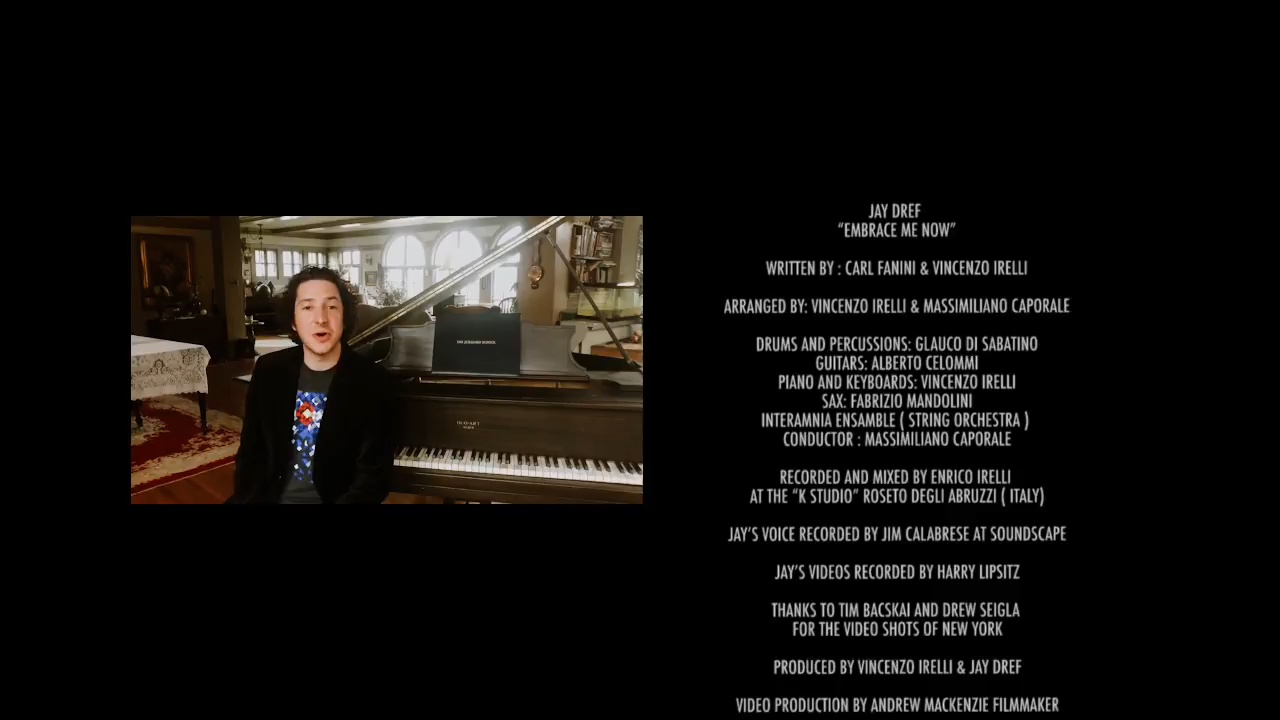 JAY DREF
“EMBRACE ME NOW”
WRITTEN BY : CARL FANINI & VINCENZO IRELLI
ARRANGED BY: VINCENZO IRELLI & MASSIMILIANO CAPORALE
DRUMS AND PERCUSSIONS: GLAUCO DI SABATINO
GUITARS: ALBERTO CELOMMI
PIANO AND KEYBOARDS: VINCENZO IRELLI
SAX: FABRIZIO MANDOLINI
INTERAMNIA ENSAMBLE ( STRING ORCHESTRA )
CONDUCTOR : MASSIMILIANO CAPORALE
RECORDED AND MIXED BY ENRICO IRELLI
AT THE “K STUDIO” ROSETO DEGLI ABRUZZI ( ITALY)
JAY’S VOICE RECORDED BY JIM CALABRESE AT SOUNDSCAPE
JAY’S VIDEOS RECORDED BY HARRY LIPSITZ
THANKS TO TIM BACSKAI AND DREW SEIGLA
FOR THE VIDEO SHOTS OF NEW YORK
PRODUCED BY VINCENZO IRELLI & JAY DREF
VIDEO PRODUCTION BY ANDREW MACKENZIE FILMMAKER
THE JUILLIARD SCHOOL